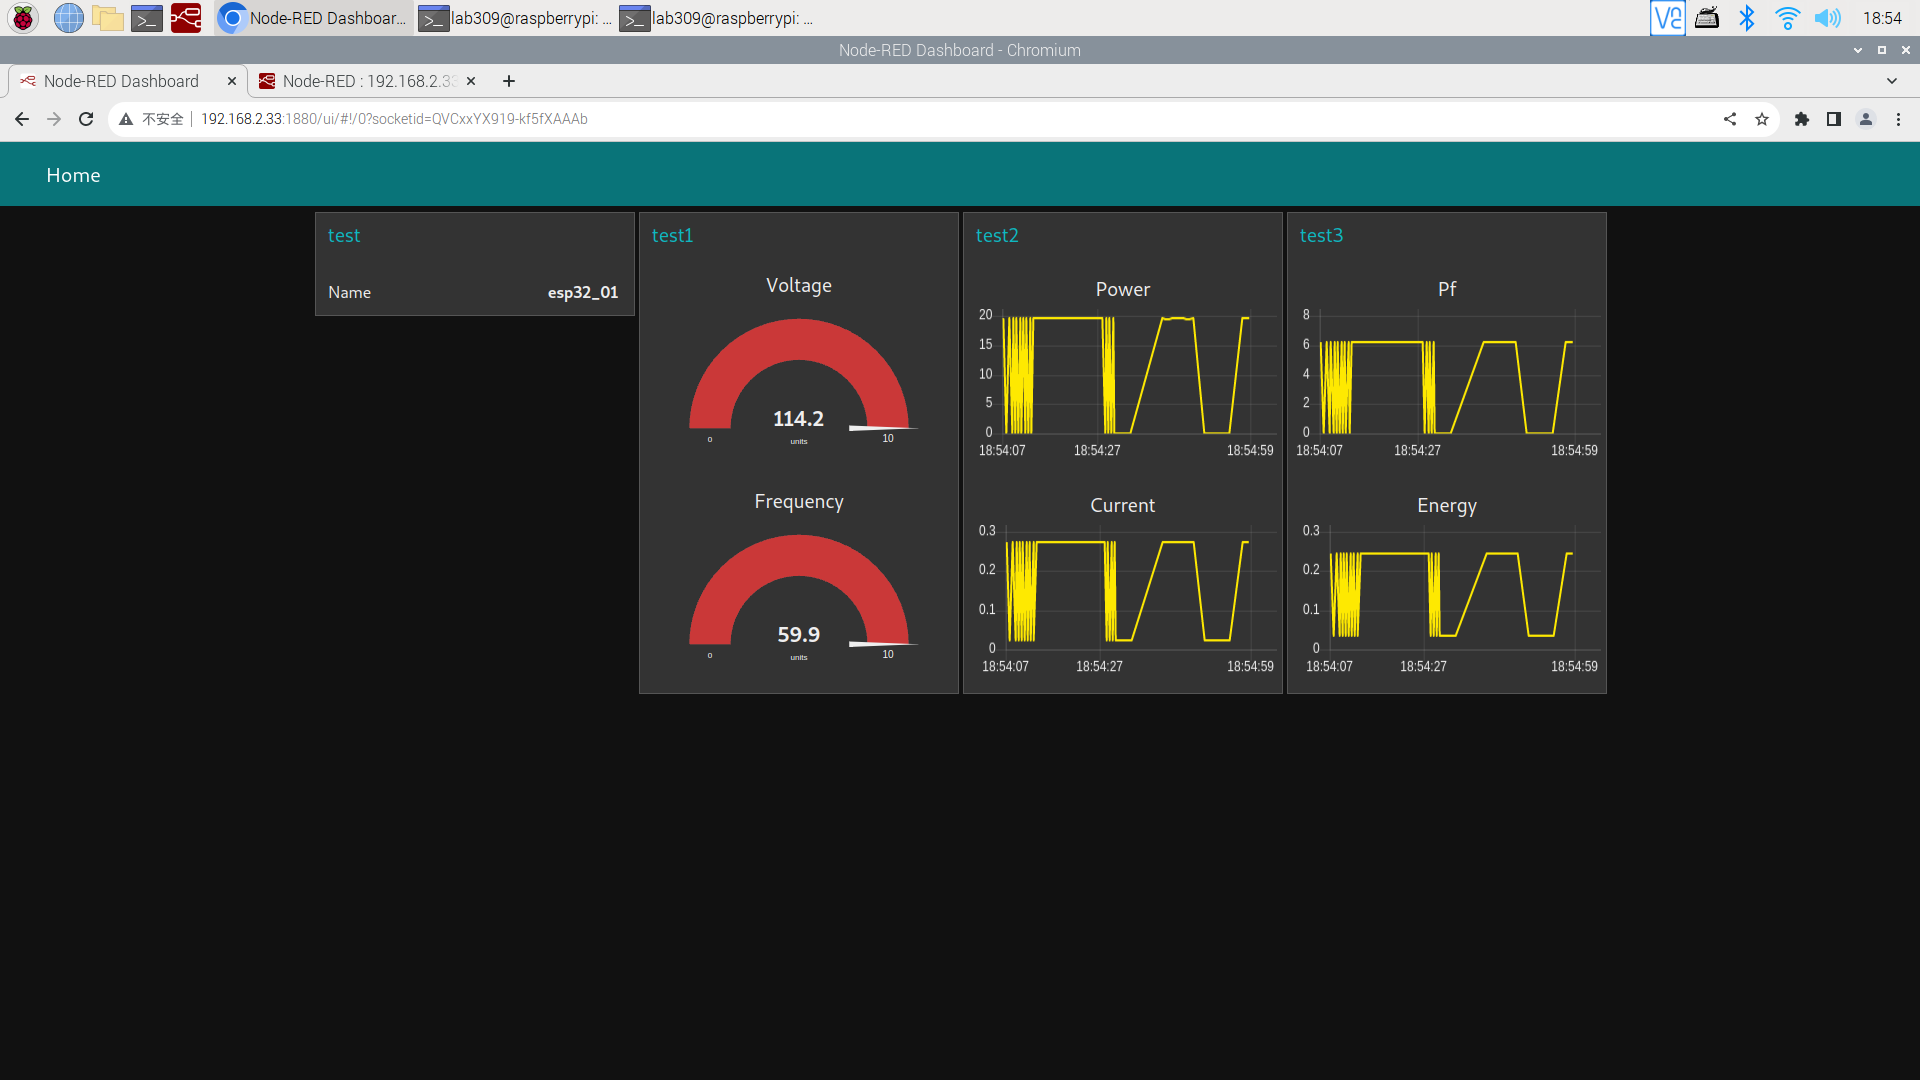 Node-RED Dashboar...
lab309@raspberrypi: ...
lab309@raspberrypi: ...
18:54
Node-RED Dashboard - Chromium
Node-RED Dashboard
Node-RED : 192.168.2.33
不安全
192.168.2.33:1880/ui/#!/0?socketid=QVCxxYX919-kf5fXAAAb
Home
test
Name
esp32_01
test1
Voltage
114.2
units
0
10
Frequency
59.9
units
0
10
test2
Power
20
15
10
5
0
18:54:07
18:54:27
18:54:59
Current
0.3
0.2
0.1
0
18:54:07
18:54:27
18:54:59
test3
Pf
8
6
4
2
0
18:54:07
18:54:27
18:54:59
Energy
0.3
0.2
0.1
0
18:54:07
18:54:27
18:54:59